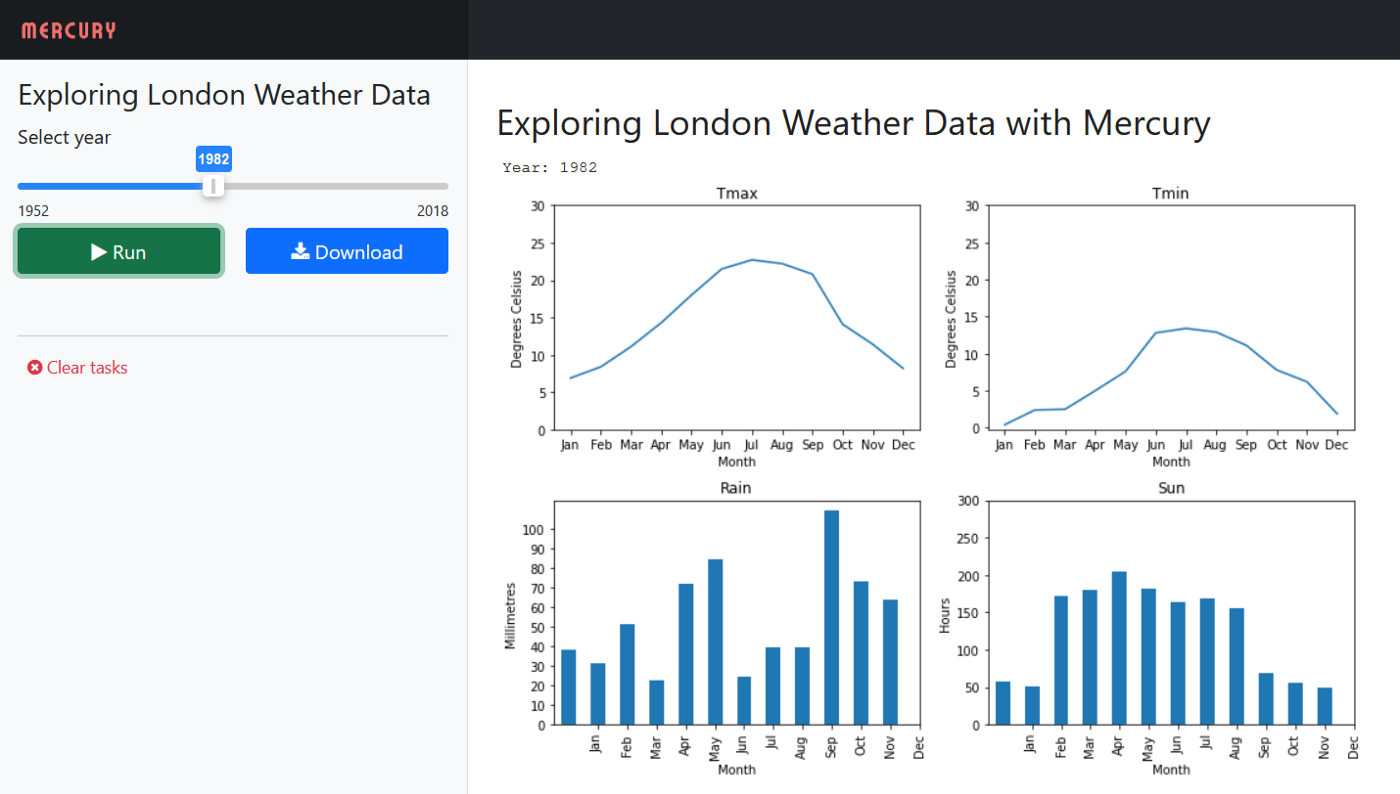 MERCURY
Exploring London Weather Data
Select year
1982
1952 2018
Run Download
Clear tasks
Exploring London Weather Data with Mercury
Year: 1982
Tmax
30
25
20
15
10
5
0
Degrees Celsius
Jan Feb Mar Apr May Jun Jul Aug Sep Oct Nov Dec
Month
Tmin
30
25
20
15
10
5
0
Degrees Celsius
Jan Feb Mar Apr May Jun Jul Aug Sep Oct Nov Dec
Month
Rain
100
90
80
70
60
50
40
30
20
10
0
Millimetres
Jan Feb Mar Apr May Jun Jul Aug Sep Oct Nov Dec
Month
Sun
300
250
200
150
100
50
0
Hours
Jan Feb Mar Apr May Jun Jul Aug Sep Oct Nov Dec
Month